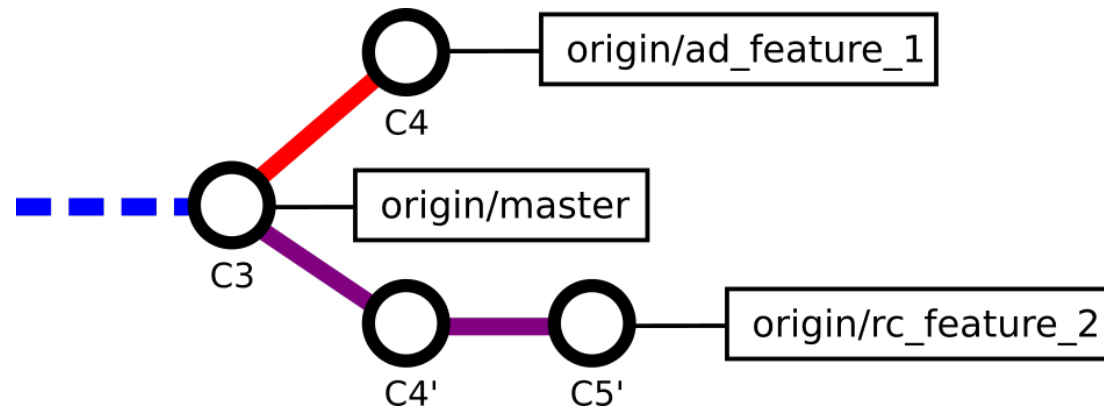 origin/ad_feature_1
C4
origin/master
C3
origin/rc_feature_2
C4'
C5'